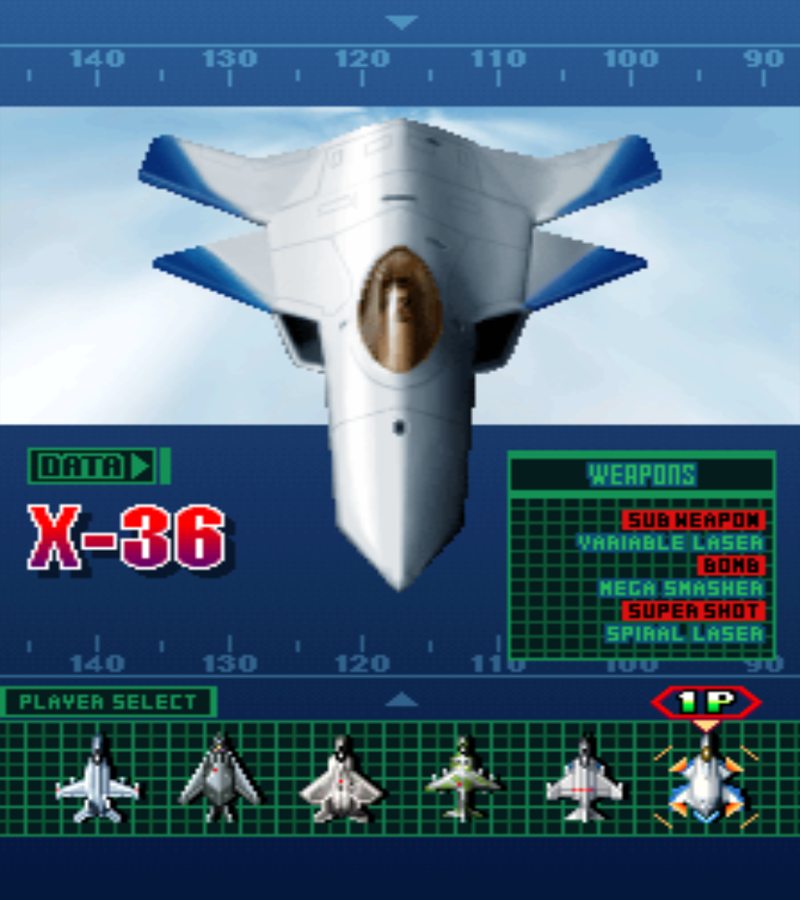 140 130 120 110 100 90
DATA
X-36
WEAPONS
SUB WEAPON
VARIABLE LASER
BOMB
MEGA SMASHER
SUPER SHOT
SPIRAL LASER
140 130 120 110 100 90
PLAYER SELECT
1P